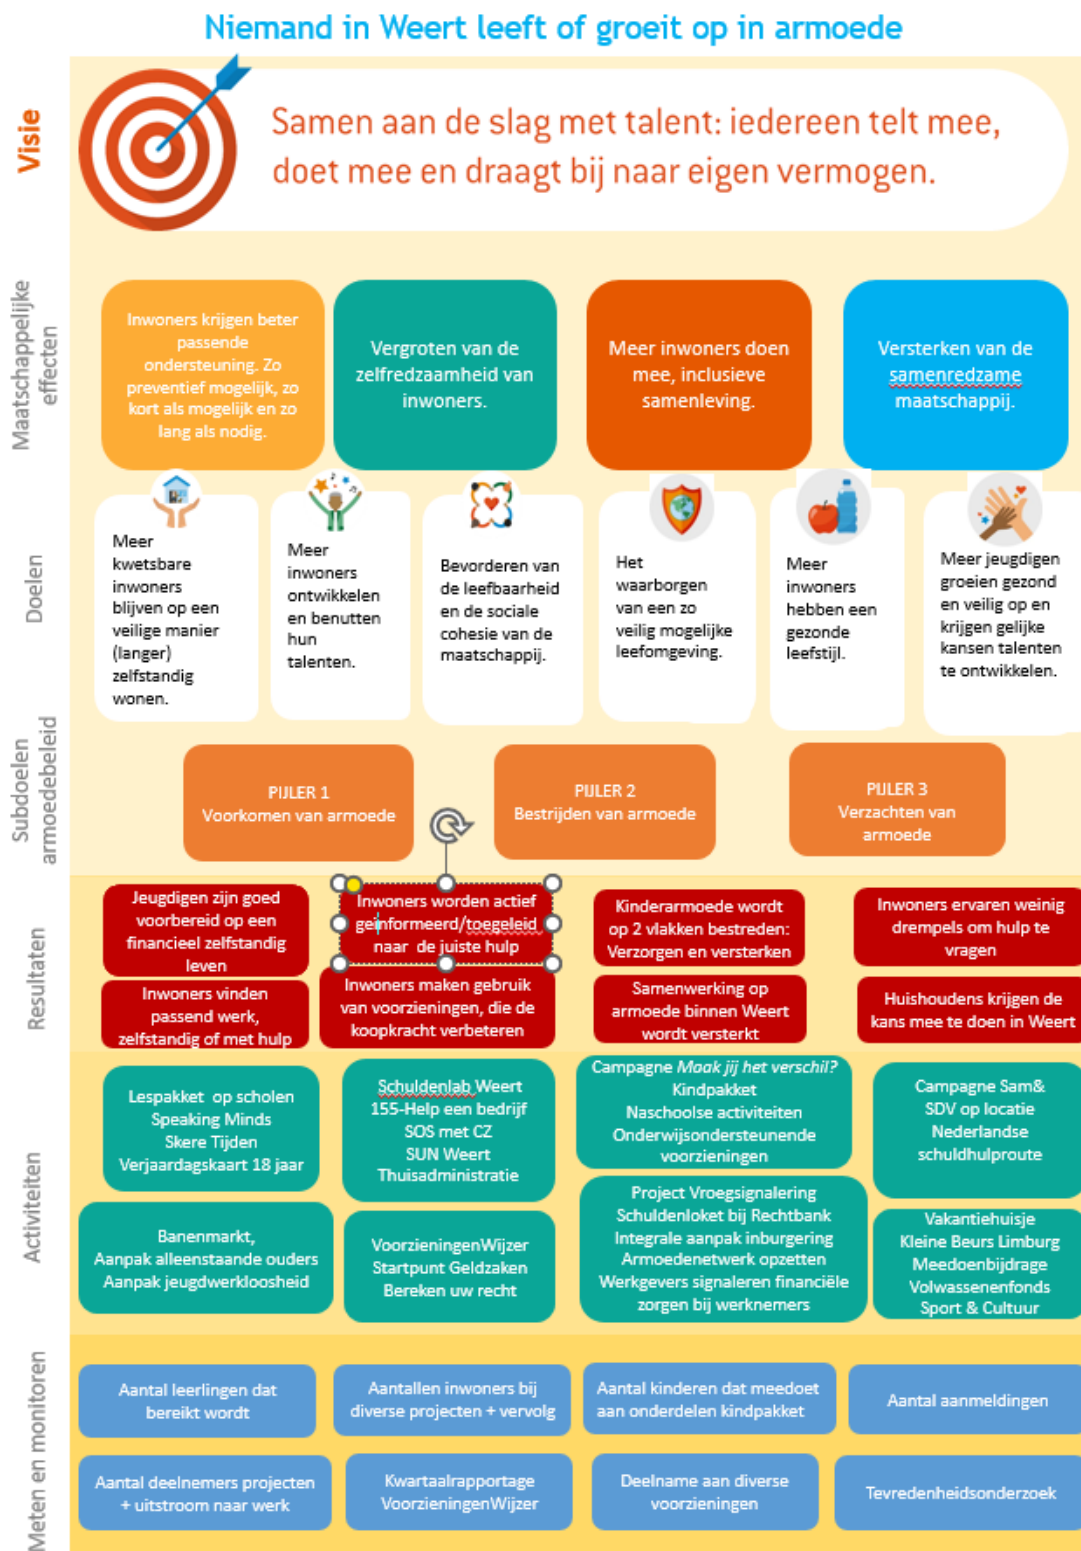 Niemand in Weert leeft of groeit op in armoede
Visie
Samen aan de slag met talent: iedereen telt mee,
doet mee en draagt bij naar eigen vermogen.
Maatschappelijke
effecten
Inwoners krijgen beter
passende
ondersteuning. Zo
preventief mogelijk, zo
kort als mogelijk en zo
lang als nodig.
Vergroten van de
zelfredzaamheid van
inwoners.
Meer inwoners doen
mee, inclusieve
samenleving.
Versterken van de
samenredzame
maatschappij.
Doelen
Meer
kwetsbare
inwoners
blijven op een
veilige manier
(langer)
zelfstandig
wonen.
Meer
inwoners
ontwikkelen
en benutten
hun
talenten.
Bevorderen van
de leefbaarheid
en de sociale
cohesie van de
maatschappij.
Het
waarborgen
van een zo
veilig mogelijke
leefomgeving.
Meer
inwoners
hebben een
gezonde
leefstijl.
Meer jeugdigen
groeien gezond
en veilig op en
krijgen gelijke
kansen talenten
te ontwikkelen.
Subdoelen
armoedebeleid
PIJLER 1
Voorkomen van armoede
PIJLER 2
Bestrijden van armoede
PIJLER 3
Verzachten van
armoede
Resultaten
Jeugdigen zijn goed
voorbereid op een
financieel zelfstandig
leven
Inwoners worden actief
geïnformeerd/toegeleid
naar de juiste hulp
Kinderarmoede wordt
op 2 vlakken bestreden:
Verzorgen en versterken
Inwoners ervaren weinig
drempels om hulp te
vragen
Inwoners vinden
passend werk,
zelfstandig of met hulp
Inwoners maken gebruik
van voorzieningen, die de
koopkracht verbeteren
Samenwerking op
armoede binnen Weert
wordt versterkt
Huishoudens krijgen de
kans mee te doen in Weert
Activiteiten
Lespakket op scholen
Speaking Minds
Skere Tijden
Verjaardagskaart 18 jaar
Schuldenlab Weert
155-Help een bedrijf
SOS met CZ
SUN Weert
Thuisadministratie
Campagne Maak jij het verschil?
Kindpakket
Naschoolse activiteiten
Onderwijsondersteunende
voorzieningen
Campagne Sam&
SDV op locatie
Nederlandse
schuldhulproute
Banenmarkt,
Aanpak alleenstaande ouders
Aanpak jeugdwerkloosheid
VoorzieningenWijzer
Startpunt Geldzaken
Bereken uw recht
Project Vroegsignalering
Schuldenloket bij Rechtbank
Integrale aanpak inburgering
Armoedenetwerk opzetten
Werkgevers signaleren financiële
zorgen bij werknemers
Vakantiehuisje
Kleine Beurs Limburg
Meedoenbijdrage
Volwassenenfonds
Sport & Cultuur
Meten en monitoren
Aantal leerlingen dat
bereikt wordt
Aantallen inwoners bij
diverse projecten + vervolg
Aantal kinderen dat meedoet
aan onderdelen kindpakket
Aantal aanmeldingen
Aantal deelnemers projecten
+ uitstroom naar werk
Kwartaalrapportage
VoorzieningenWijzer
Deelname aan diverse
voorzieningen
Tevredenheidsonderzoek